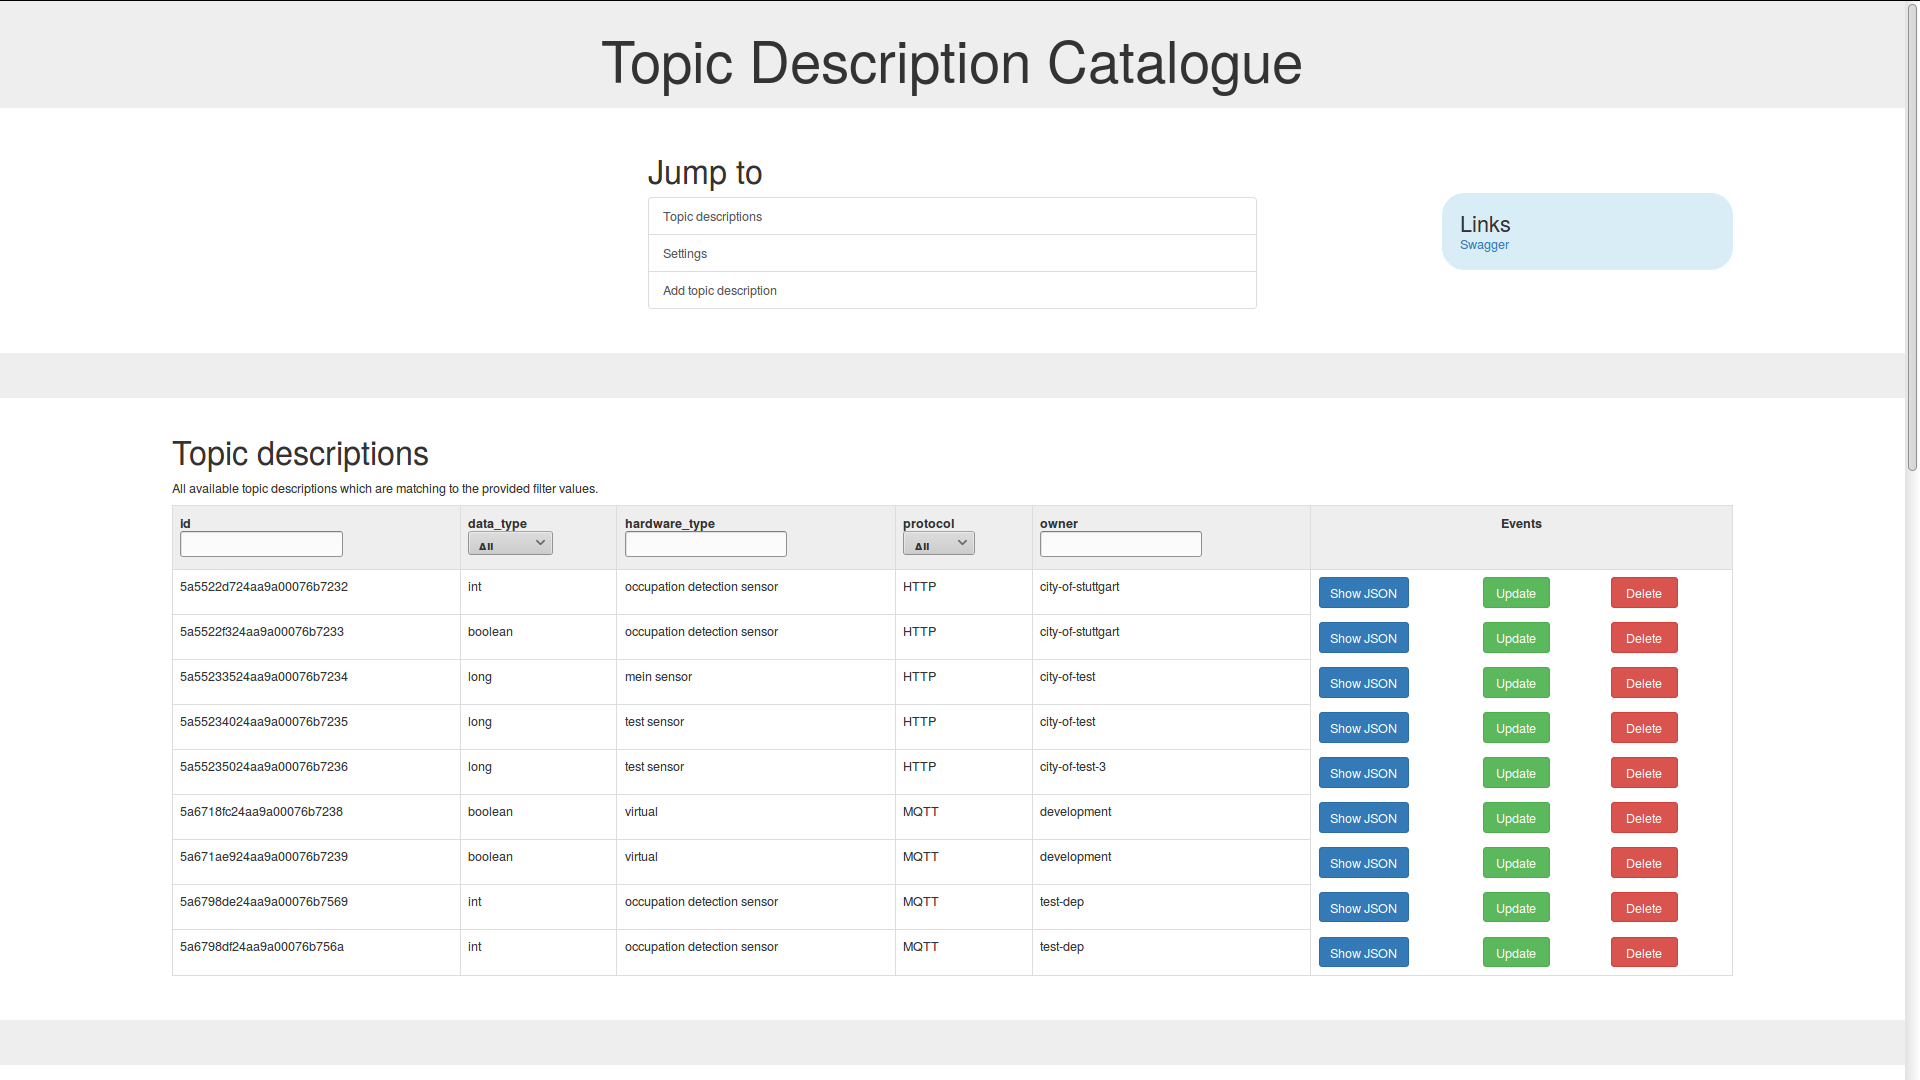 Topic Description Catalogue
Jump to
Topic descriptions
Settings
Add topic description
Links
Swagger
Topic descriptions
All available topic descriptions which are matching to the provided filter values.
id data_type hardware_type protocol owner Events
All All
5a5522d724aa9a00076b7232 int occupation detection sensor HTTP city-of-stuttgart Show JSON Update Delete
5a5522f324aa9a00076b7233 boolean occupation detection sensor HTTP city-of-stuttgart Show JSON Update Delete
5a55233524aa9a00076b7234 long mein sensor HTTP city-of-test Show JSON Update Delete
5a55234024aa9a00076b7235 long test sensor HTTP city-of-test Show JSON Update Delete
5a55235024aa9a00076b7236 long test sensor HTTP city-of-test-3 Show JSON Update Delete
5a6718fc24aa9a00076b7238 boolean virtual MQTT development Show JSON Update Delete
5a671ae924aa9a00076b7239 boolean virtual MQTT development Show JSON Update Delete
5a6798de24aa9a00076b7569 int occupation detection sensor MQTT test-dep Show JSON Update Delete
5a6798df24aa9a00076b756a int occupation detection sensor MQTT test-dep Show JSON Update Delete